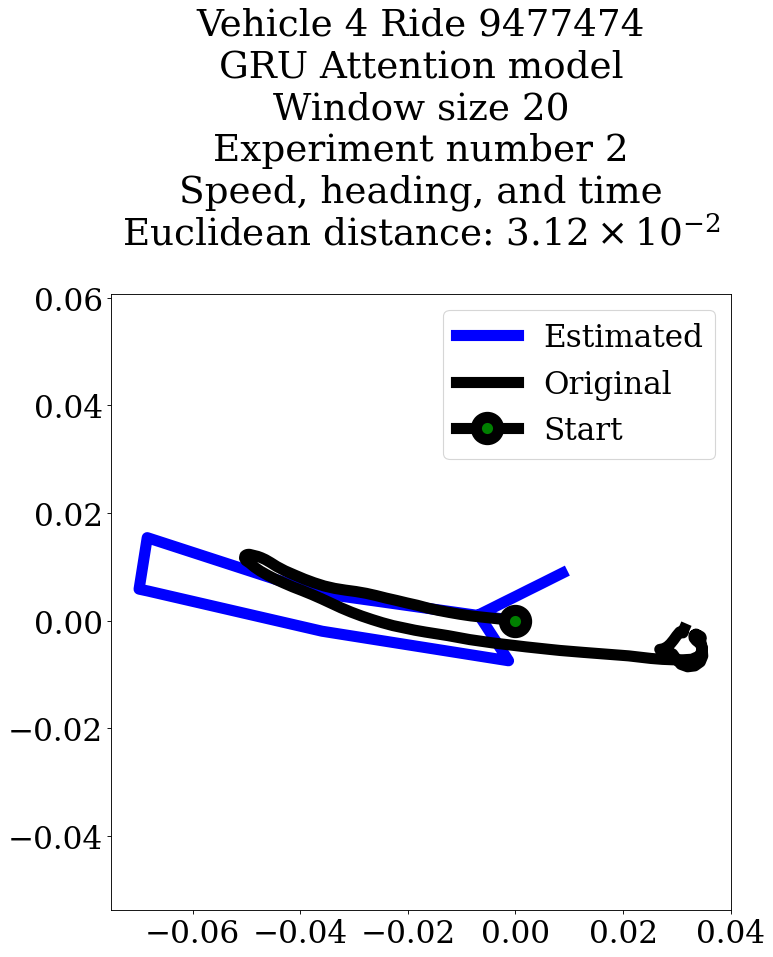 Vehicle 4 Ride 9477474
GRU Attention model
Window size 20
Experiment number 2
Speed, heading, and time
Euclidean distance: 3.12 × 10⁻²
0.06
0.04
0.02
0.00
−0.02
−0.04
Estimated
Original
Start
−0.06 −0.04 −0.02 0.00 0.02 0.04